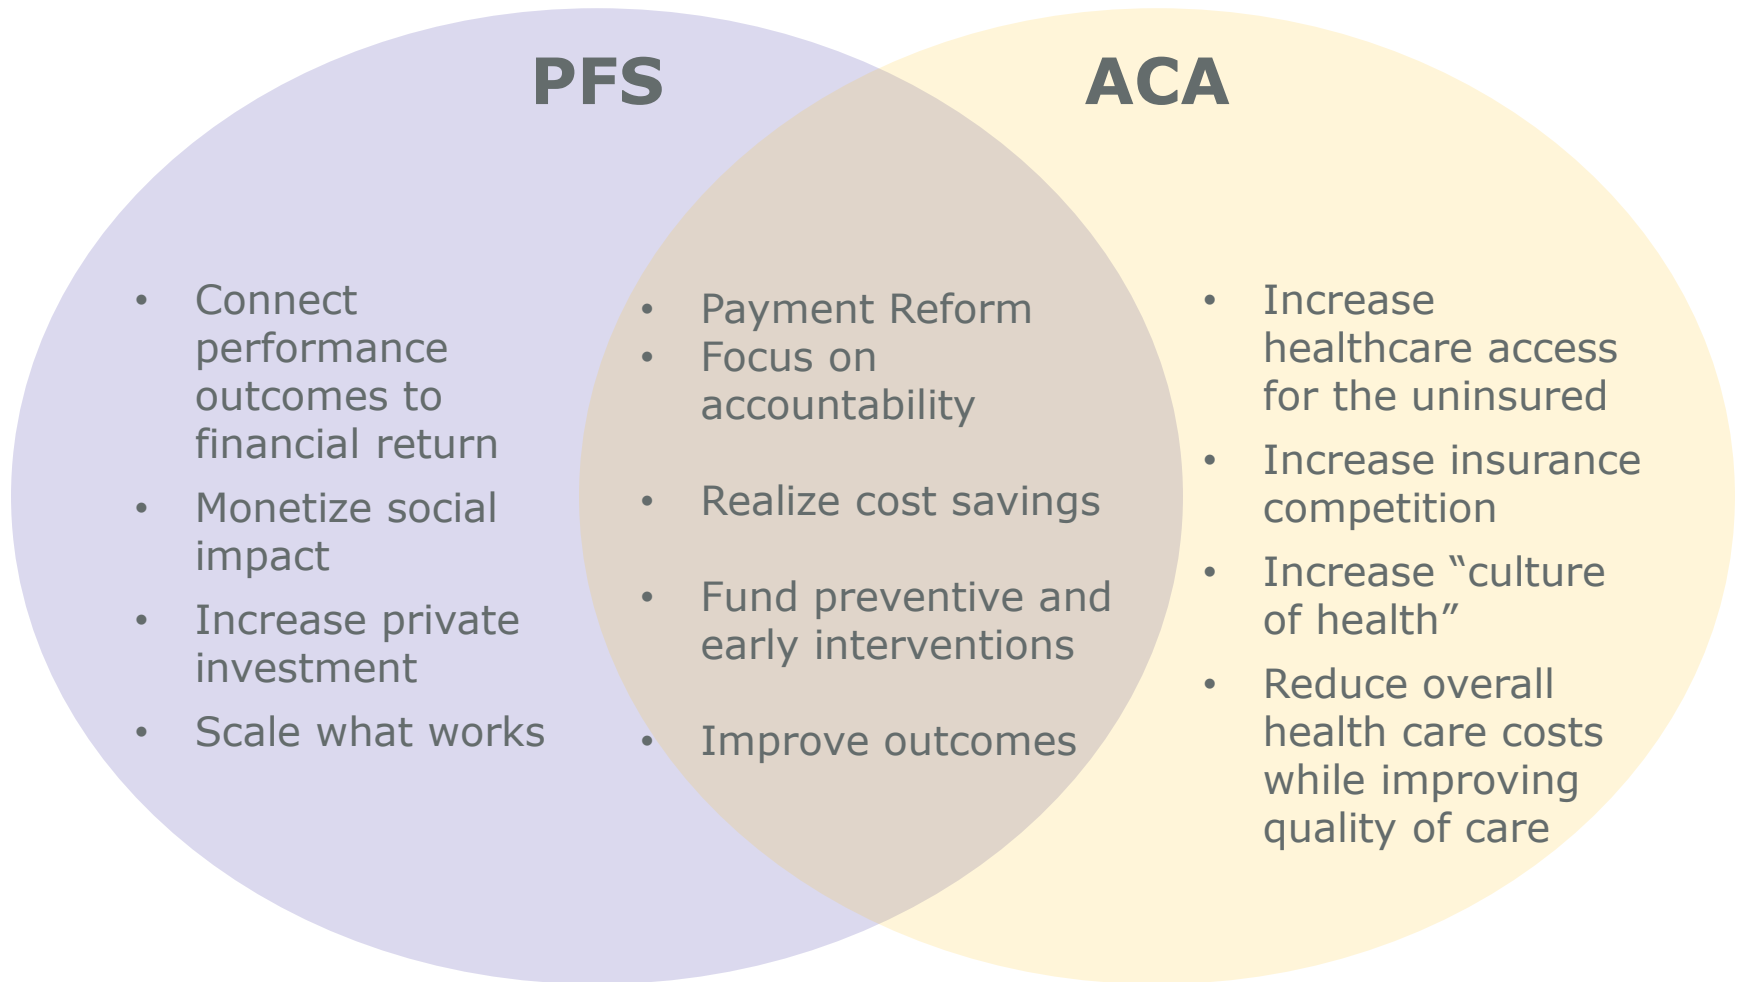 PFS
ACA
• Connect
performance
outcomes to
financial return
• Monetize social
impact
• Increase private
investment
• Scale what works
• Payment Reform
• Focus on
accountability
• Realize cost savings
• Fund preventive and
early interventions
• Improve outcomes
• Increase
healthcare access
for the uninsured
• Increase insurance
competition
• Increase “culture
of health”
• Reduce overall
health care costs
while improving
quality of care